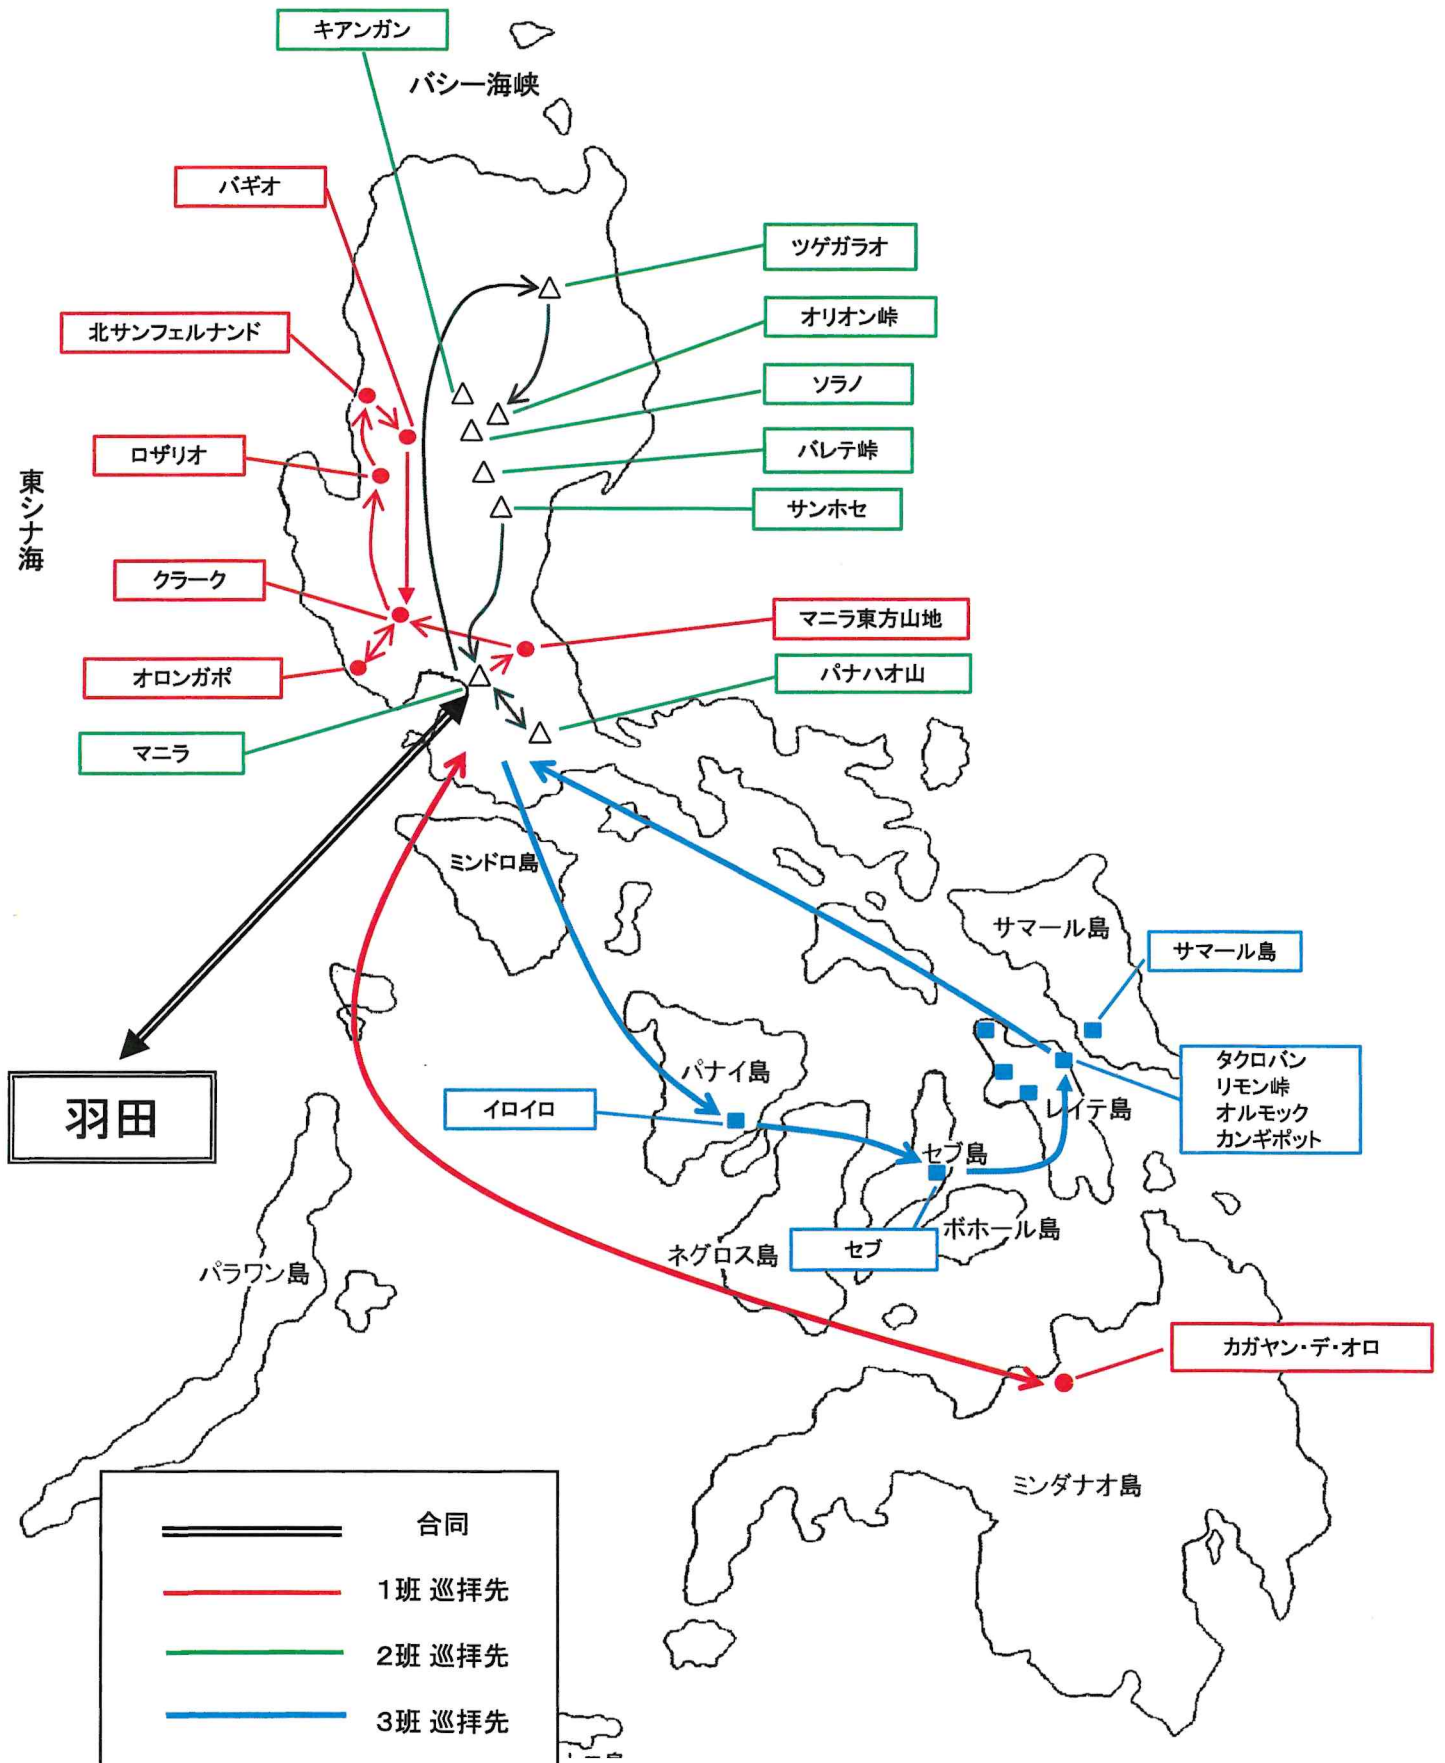 キアンガン
バシー海峡
バギオ
ツゲガラオ
オリオン峠
北サンフェルナンド
ソラノ
バレテ峠
ロザリオ
サンホセ
東シナ海
クラーク
マニラ東方山地
オロンガポ
パナハオ山
マニラ
ミンドロ島
サマール島
サマール島
タクロバン
リモン峠
オルモック
カンギポット
パナイ島
イロイロ
レイテ島
羽田
セブ島
ボホール島
セブ
ネグロス島
パラワン島
カガヤン・デ・オロ
ミンダナオ島
合同
1班 巡拝先
2班 巡拝先
3班 巡拝先